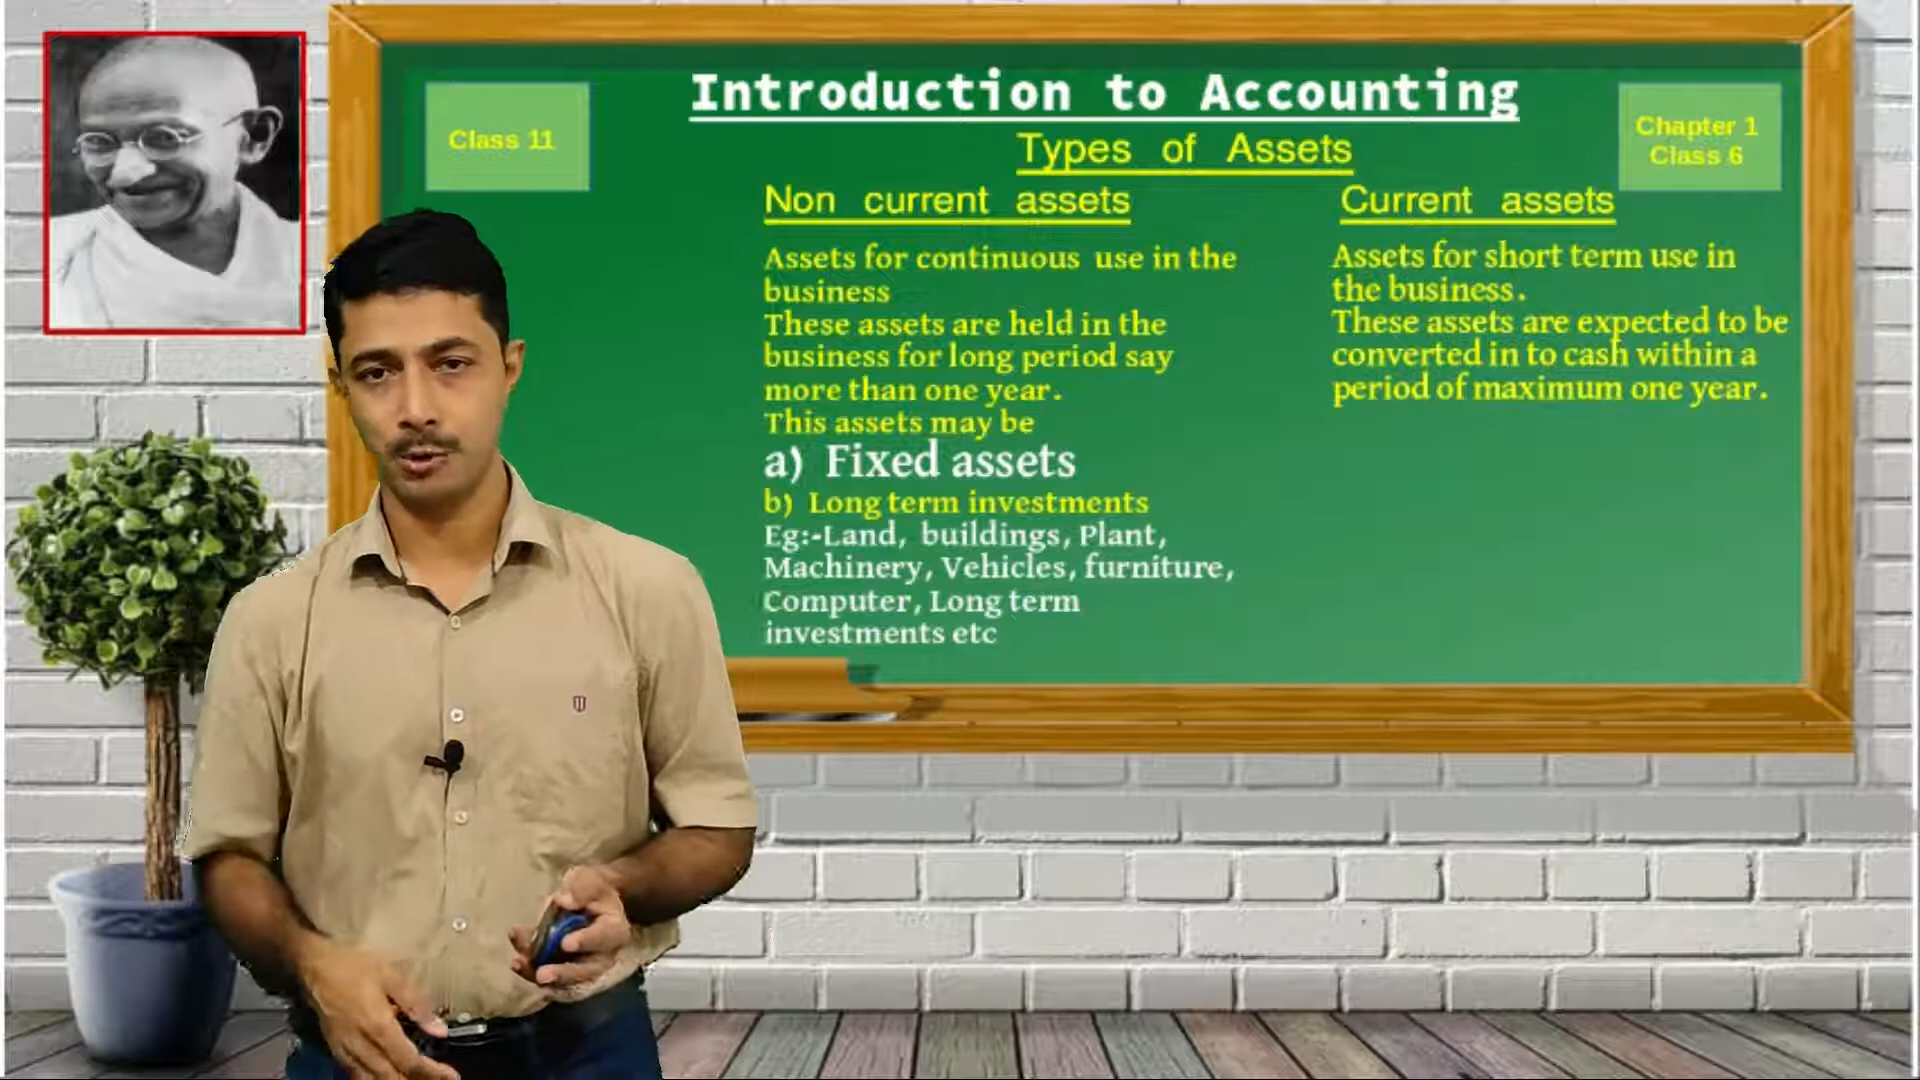 Introduction to Accounting
Class 11
Chapter 1
Class 6
Types of Assets
Non current assets
Assets for continuous use in the
business
These assets are held in the
business for long period say
more than one year.
This assets may be
a) Fixed assets
b) Long term investments
Eg:-Land, buildings, Plant,
Machinery, Vehicles, furniture,
Computer, Long term
investments etc
Current assets
Assets for short term use in
the business.
These assets are expected to be
converted in to cash within a
period of maximum one year.